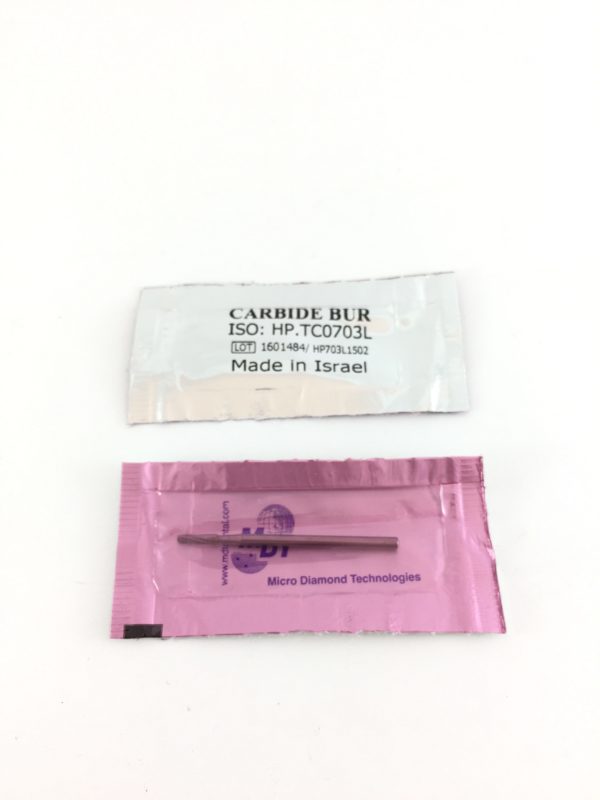 CARBIDE BUR
ISO: HP.TC0703L
LOT 1601484/ HP703L1502
Made in Israel
MDT
Micro Diamond Technologies